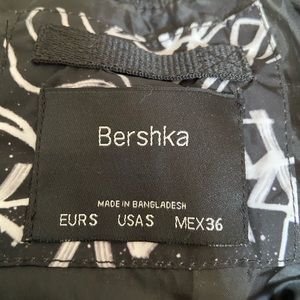 Bershka
MADE IN BANGLADESH
EUR S USA S MEX 36